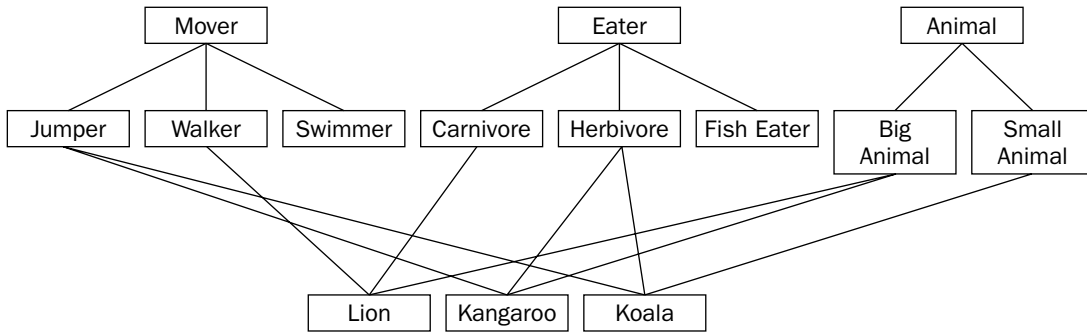 Mover
Eater
Animal
Jumper
Walker
Swimmer
Carnivore
Herbivore
Fish Eater
Big
Animal
Small
Animal
Lion
Kangaroo
Koala